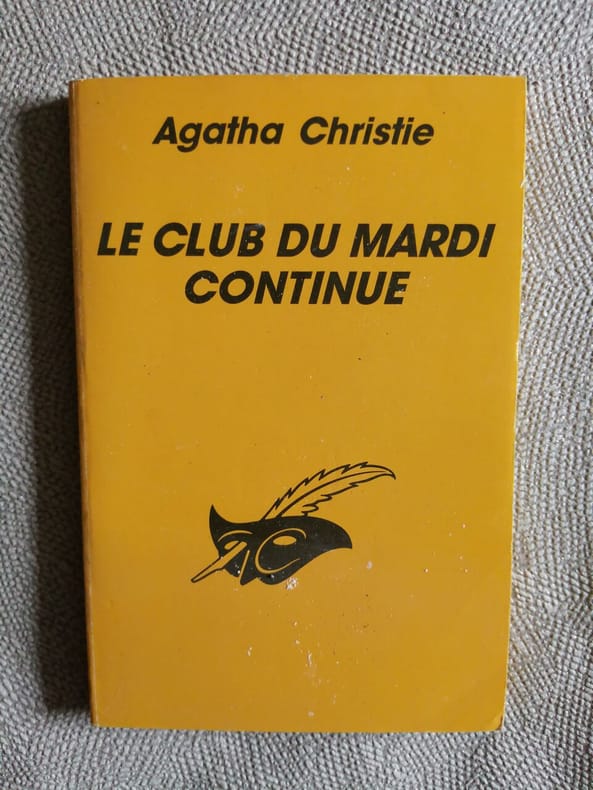 Agatha Christie
LE CLUB DU MARDI
CONTINUE